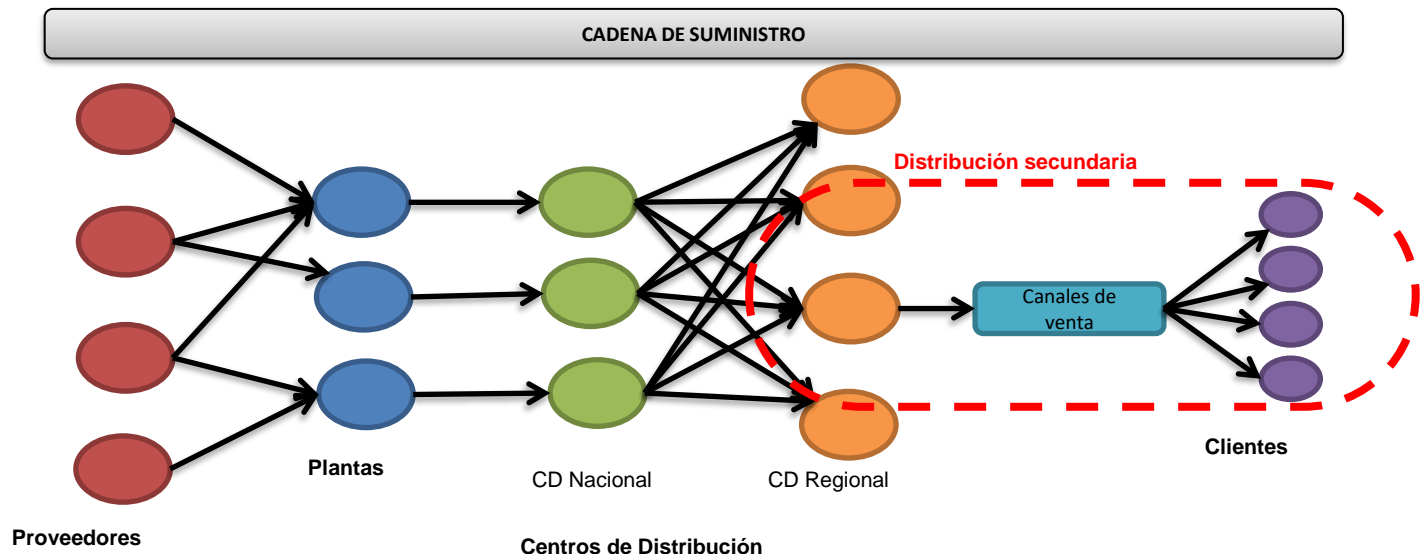 CADENA DE SUMINISTRO
Distribución secundaria
Canales de
venta
Plantas
CD Nacional
CD Regional
Clientes
Proveedores
Centros de Distribución